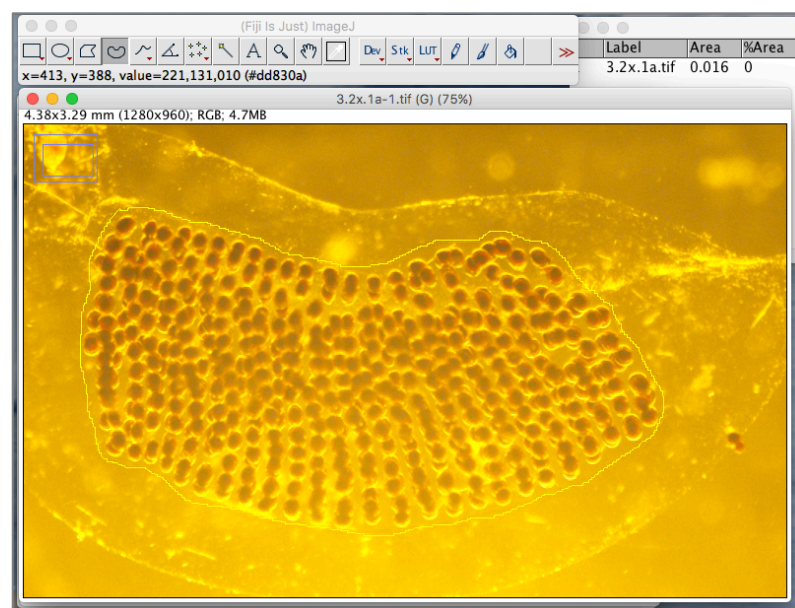 (Fiji Is Just) ImageJ
A Dev Stk LUT >>
x=413, y=388, value=221,131,010 (#dd830a)
Label Area %Area
3.2x.1a.tif 0.016 0
3.2x.1a-1.tif (G) (75%)
4.38x3.29 mm (1280x960); RGB; 4.7MB